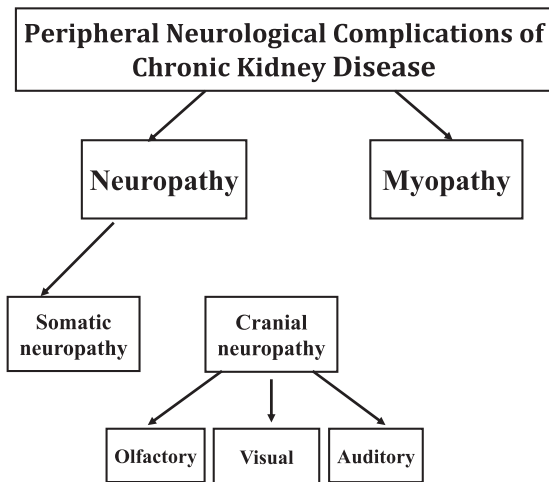 Peripheral Neurological Complications of
Chronic Kidney Disease
Neuropathy
Myopathy
Somatic
neuropathy
Cranial
neuropathy
Olfactory
Visual
Auditory